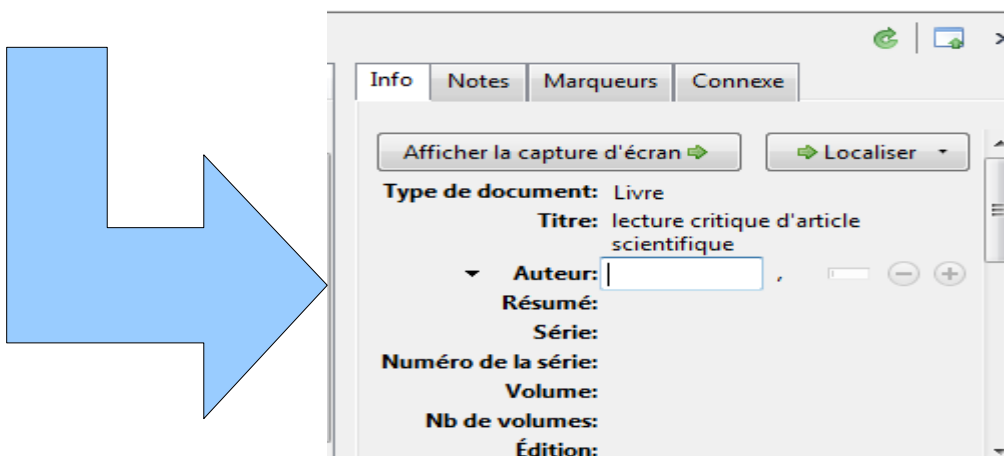 Info Notes Marqueurs Connexe
Afficher la capture d'écran Localiser
Type de document: Livre
Titre: lecture critique d'article
scientifique
Auteur: ,
Résumé:
Série:
Numéro de la série:
Volume:
Nb de volumes:
Édition: